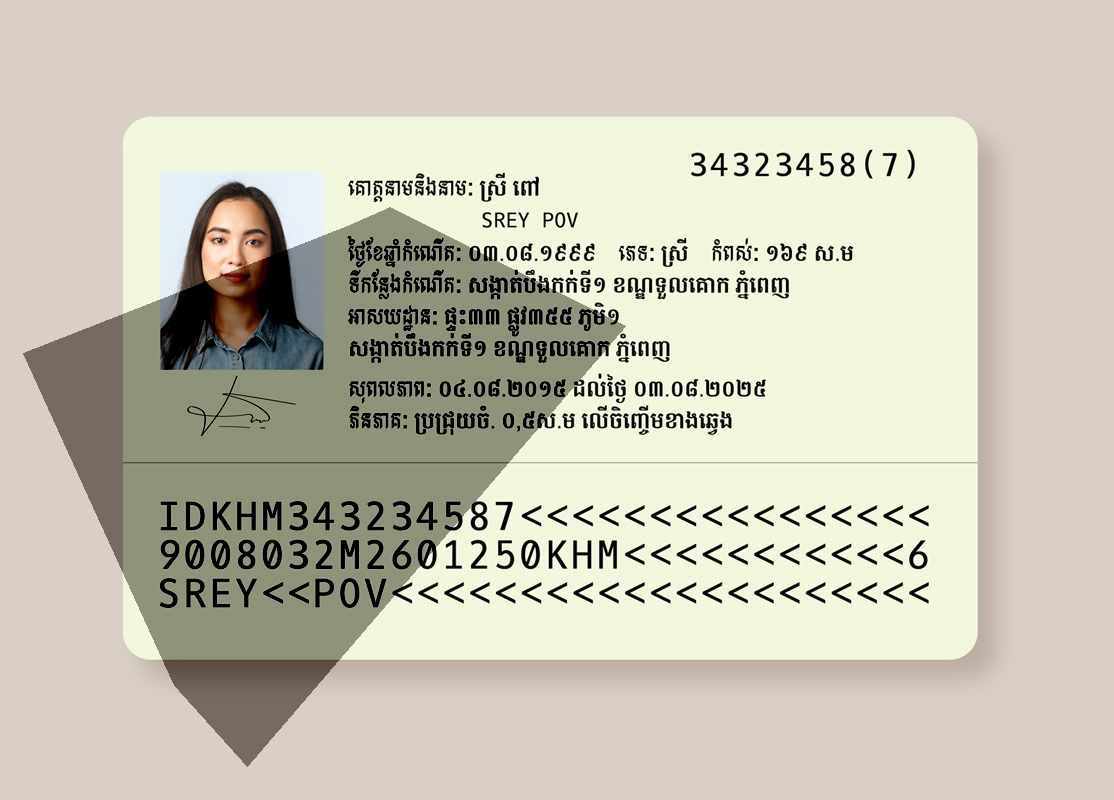 34323458(7)
គោត្តនាមនិងនាម: ស្រី ពៅ
SREY POV
ថ្ងៃខែឆ្នាំកំណើត: ០៣.០៨.១៩៩៩ ភេទ: ស្រី កំពស់: ១៦៩ ស.ម
ទីកន្លែងកំណើត: សង្កាត់បឹងកក់ទី១ ខណ្ឌទួលគោក ភ្នំពេញ
អាសយដ្ឋាន: ផ្ទះ៣៣ ផ្លូវ៣៥៥ ភូមិ១
សង្កាត់បឹងកក់ទី១ ខណ្ឌទួលគោក ភ្នំពេញ
សុពលភាព: ០៤.០៨.២០១៥ ដល់ថ្ងៃ ០៣.០៨.២០២៥
ភិនភាគ: ប្រជ្រុយចំ. ០,៥ស.ម លើចិញ្ចើមខាងឆ្វេង
IDKHM343234587<<<<<<<<<<<<<<<<
9008032M2601250KHM<<<<<<<<<<<6
SREY<<POV<<<<<<<<<<<<<<<<<<<<<